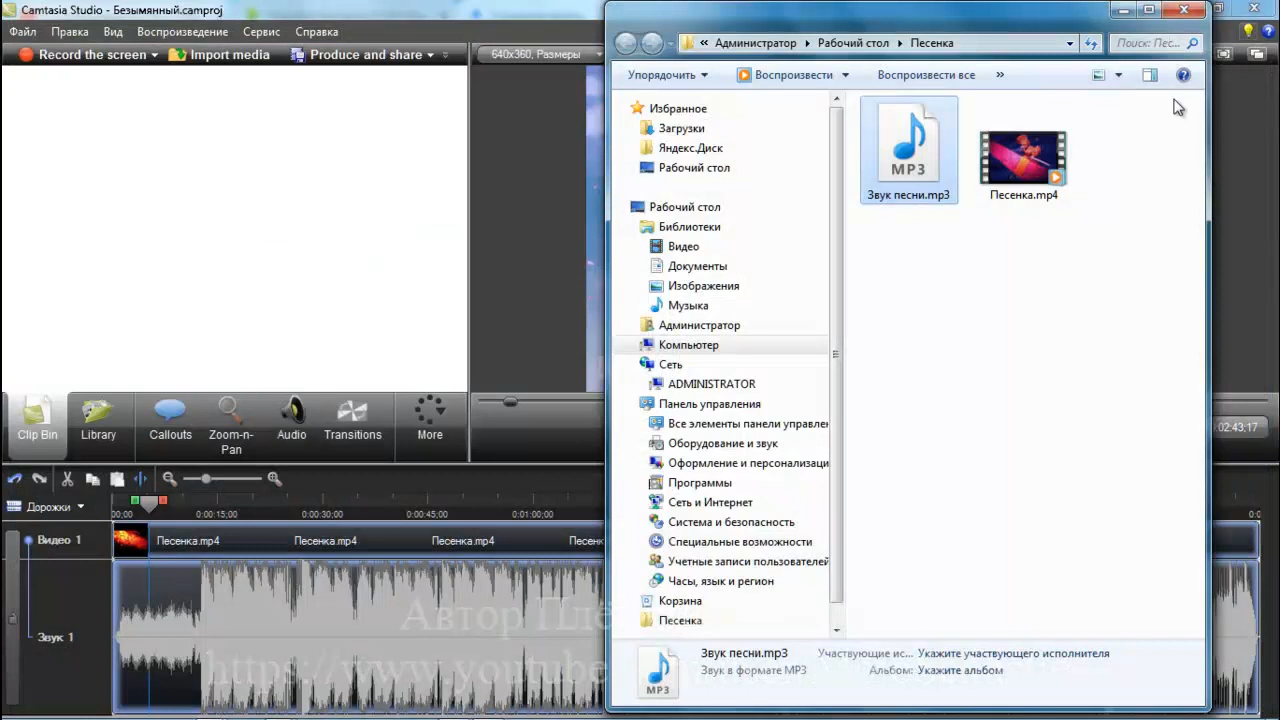 Camtasia Studio - Безымянный.camproj
Файл Правка Вид Воспроизведение Сервис Справка
Record the screen Import media Produce and share
640x360, Размеры
Clip Bin Library Callouts Zoom-n-Pan Audio Transitions More
Дорожки
00;00 0:00:15;00 0:00:30;00 0:00:45;00 0:01:00;00
Видео 1 Песенка.mp4 Песенка.mp4 Песенка.mp4
Звук 1
Администратор Рабочий стол Песенка
Поиск: Пес...
Упорядочить Воспроизвести Воспроизвести все »
Избранное
Загрузки
Яндекс.Диск
Рабочий стол
Рабочий стол
Библиотеки
Видео
Документы
Изображения
Музыка
Администратор
Компьютер
Сеть
ADMINISTRATOR
Панель управления
Все элементы панели управлен
Оборудование и звук
Оформление и персонализаци
Программы
Сеть и Интернет
Система и безопасность
Специальные возможности
Учетные записи пользователей
Часы, язык и регион
Корзина
Песенка
MP3
Звук песни.mp3
Песенка.mp4
MP3
Звук песни.mp3 Участвующие ис... Укажите участвующего исполнителя
Звук в формате MP3 Альбом: Укажите альбом
0:02:43;17
Автор
https://www.youtube